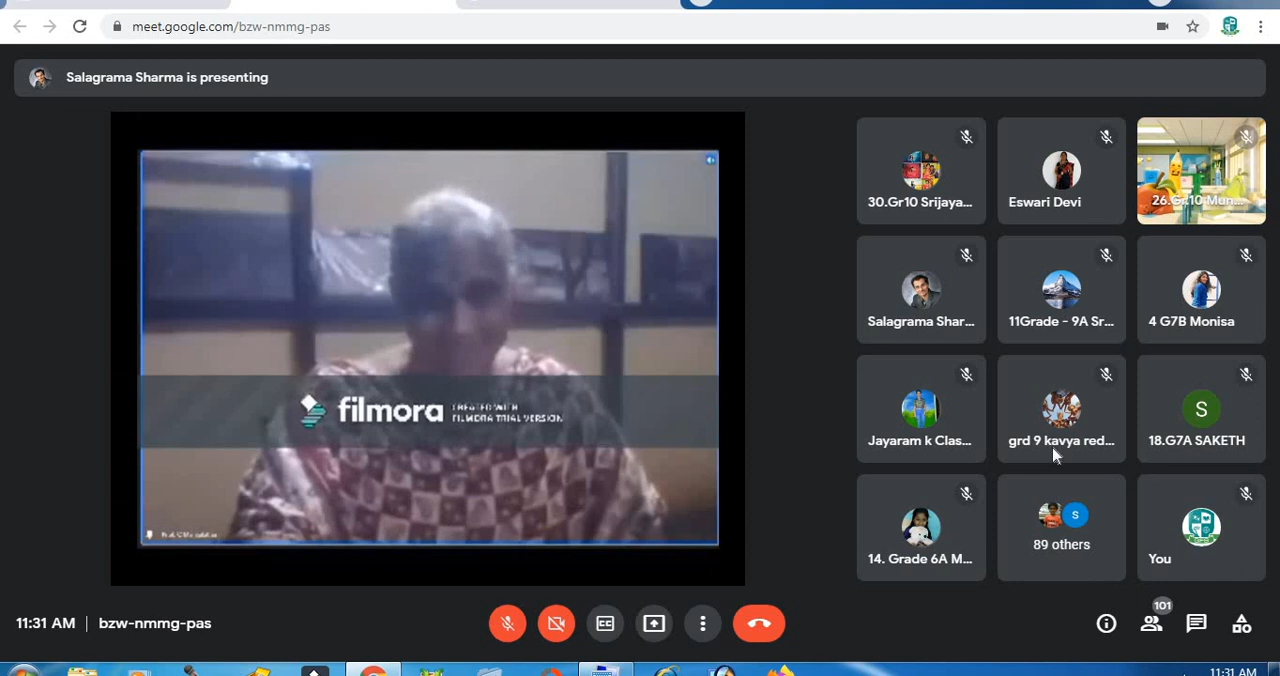 meet.google.com/bzw-nmmg-pas
Salagrama Sharma is presenting
30.Gr10 Srijaya...
Eswari Devi
26.Gr10 Mun...
Salagrama Shar...
11Grade - 9A Sr...
4 G7B Monisa
filmora
CREATED WITH
FILMORA TRIAL VERSION
Jayaram k Clas...
grd 9 kavya red...
S
18.G7A SAKETH
Prof. C
14. Grade 6A M...
S
89 others
You
11:31 AM | bzw-nmmg-pas
CC
101
11:31 AM